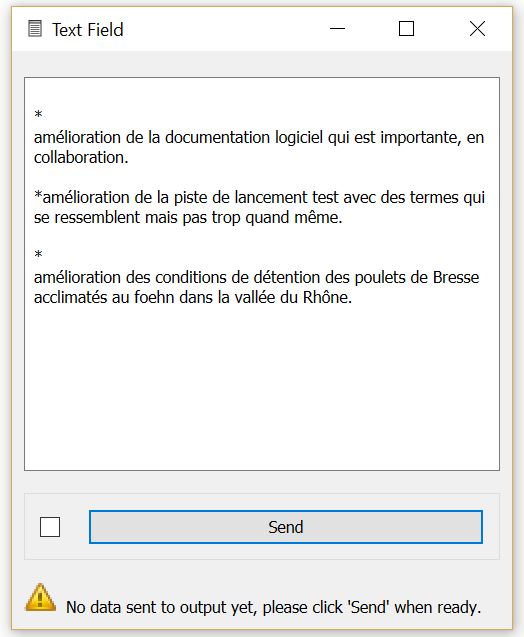 Text Field
*
amélioration de la documentation logiciel qui est importante, en
collaboration.
*amélioration de la piste de lancement test avec des termes qui
se ressemblent mais pas trop quand même.
*
amélioration des conditions de détention des poulets de Bresse
acclimatés au foehn dans la vallée du Rhône.
Send
No data sent to output yet, please click 'Send' when ready.